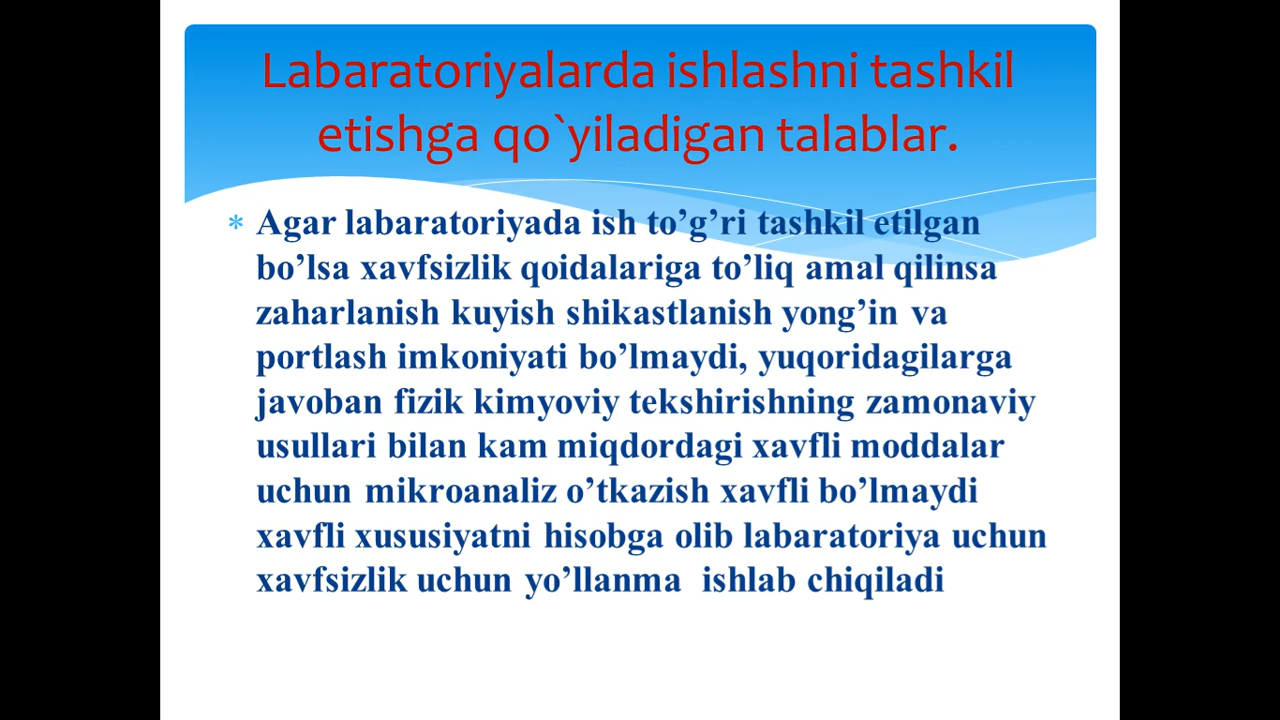 Labaratoriyalarda ishlashni tashkil
etishga qo`yiladigan talablar.
* Agar labaratoriyada ish to’g’ri tashkil etilgan
bo’lsa xavfsizlik qoidalariga to’liq amal qilinsa
zaharlanish kuyish shikastlanish yong’in va
portlash imkoniyati bo’lmaydi, yuqoridagilarga
javoban fizik kimyoviy tekshirishning zamonaviy
usullari bilan kam miqdordagi xavfli moddalar
uchun mikroanaliz o’tkazish xavfli bo’lmaydi
xavfli xususiyatni hisobga olib labaratoriya uchun
xavfsizlik uchun yo’llanma  ishlab chiqiladi